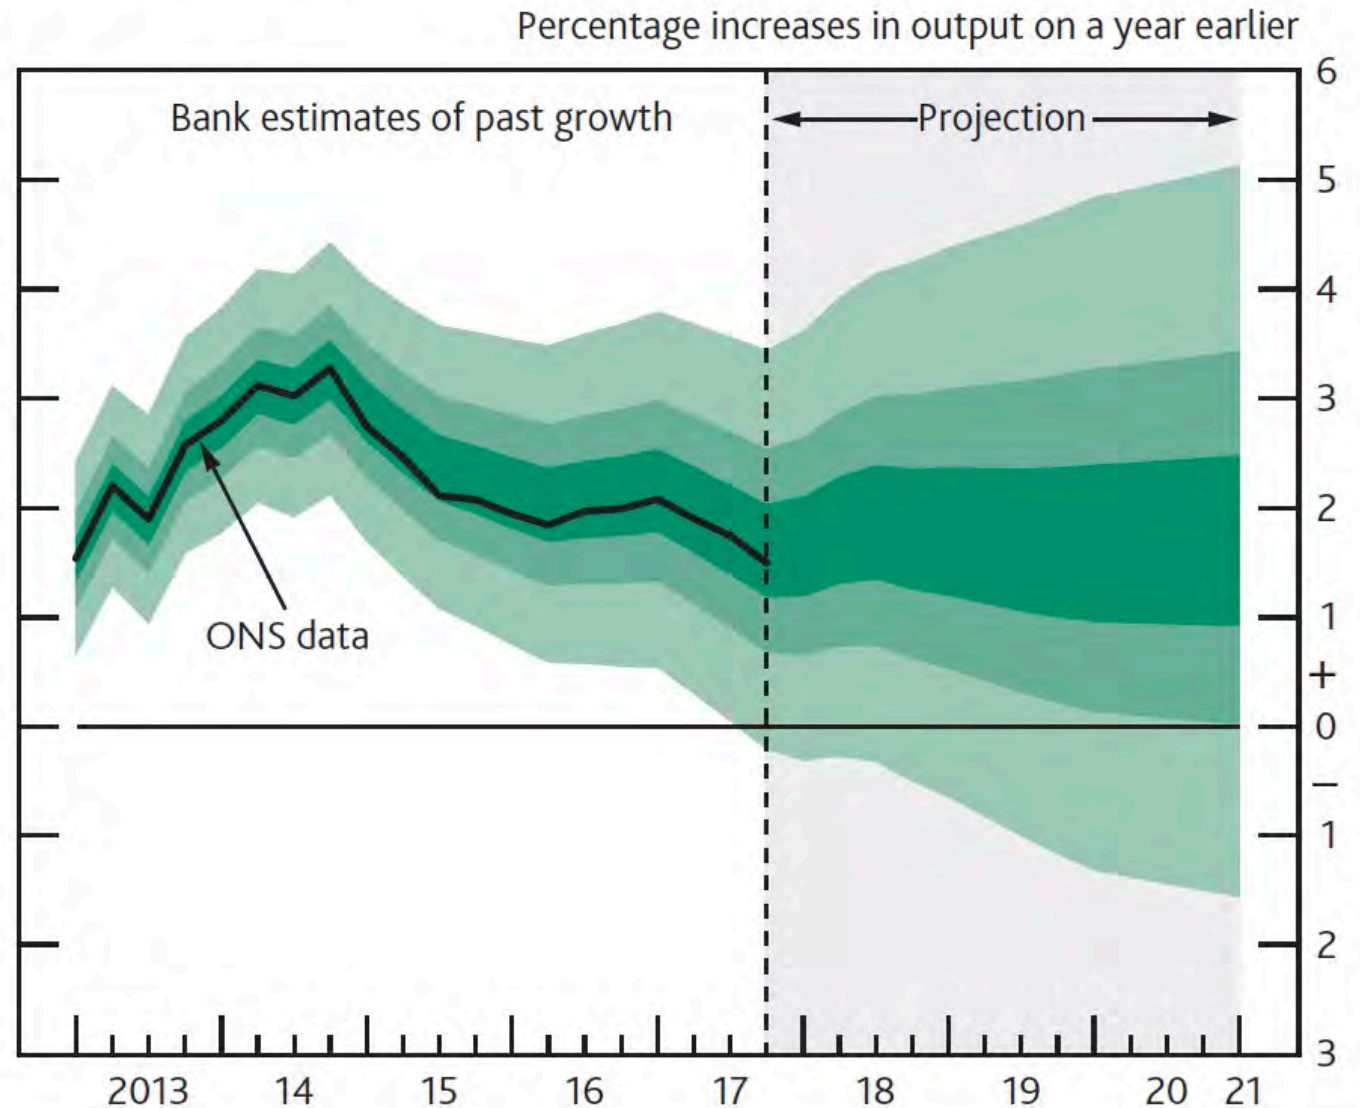 Percentage increases in output on a year earlier
Bank estimates of past growth
Projection
ONS data
6
5
4
3
2
1
+
0
–
1
2
3
2013 14 15 16 17 18 19 20 21